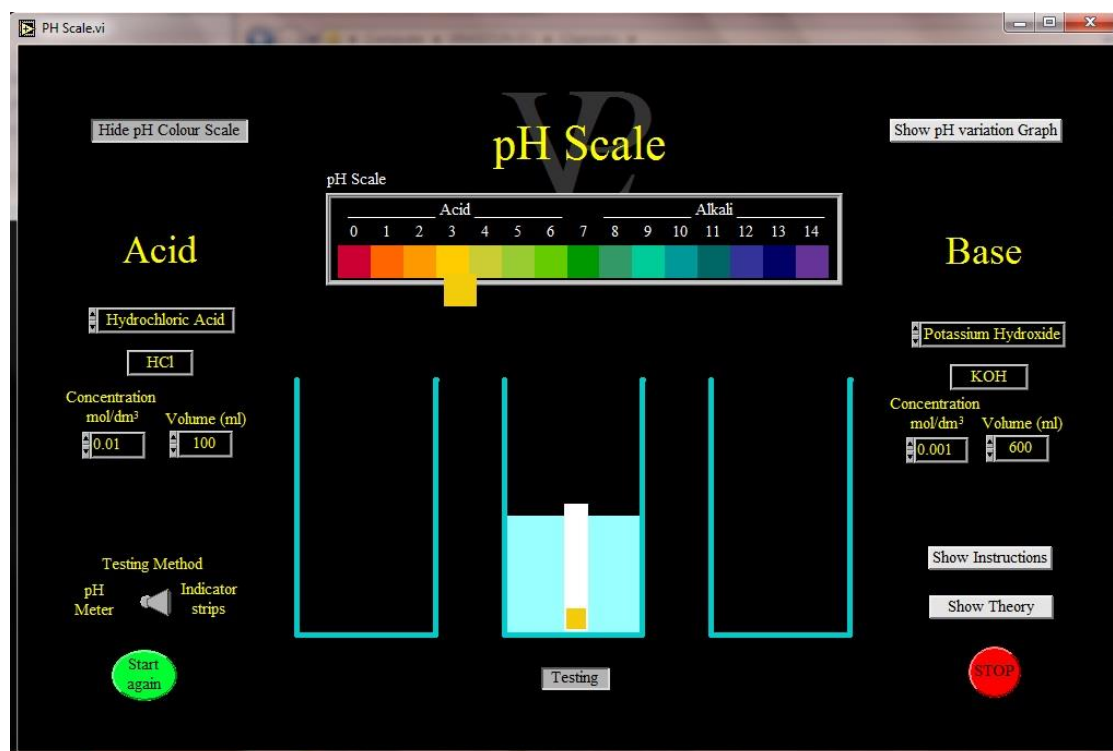 PH Scale.vi
Hide pH Colour Scale
VP
pH Scale
Show pH variation Graph
pH Scale
Acid
Alkali
0 1 2 3 4 5 6 7 8 9 10 11 12 13 14
Acid
Base
Hydrochloric Acid
HCl
Concentration
mol/dm³
Volume (ml)
0.01
100
Potassium Hydroxide
KOH
Concentration
mol/dm³
Volume (ml)
0.001
600
Testing Method
pH
Meter
Indicator
strips
Start
again
Testing
Show Instructions
Show Theory
STOP